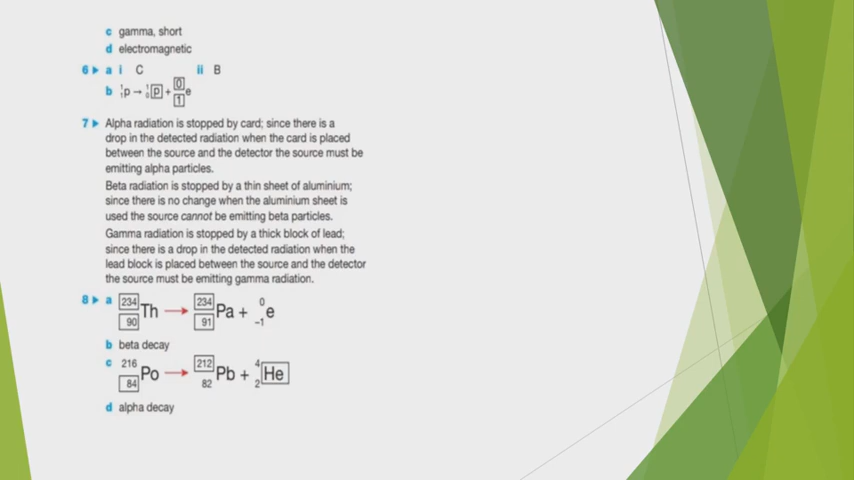 c gamma, short
d electromagnetic
6 ▶ a i C ii B
b ¹₁p → ¹₀p + ⁰₁e
7 ▶ Alpha radiation is stopped by card; since there is a
drop in the detected radiation when the card is placed
between the source and the detector the source must be
emitting alpha particles.
Beta radiation is stopped by a thin sheet of aluminium;
since there is no change when the aluminium sheet is
used the source cannot be emitting beta particles.
Gamma radiation is stopped by a thick block of lead;
since there is a drop in the detected radiation when the
lead block is placed between the source and the detector
the source must be emitting gamma radiation.
8 ▶ a ²³⁴₉₀Th → ²³⁴₉₁Pa + ⁰₋₁e
b beta decay
c ²¹⁶₈₄Po → ²¹²₈₂Pb + ⁴₂He
d alpha decay